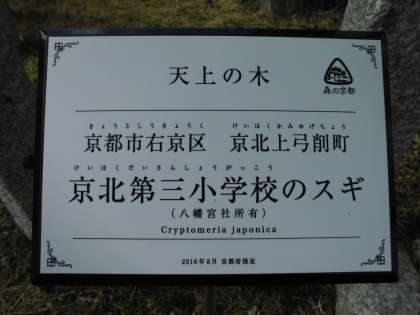 天上の木
森の京都
きょうとしうきょうく けいほくかみゆげちょう
京都市右京区 京北上弓削町
けいほくだいさんしょうがっこう
京北第三小学校のスギ
(八幡宮社所有)
Cryptomeria japonica
2016年8月 京都府指定